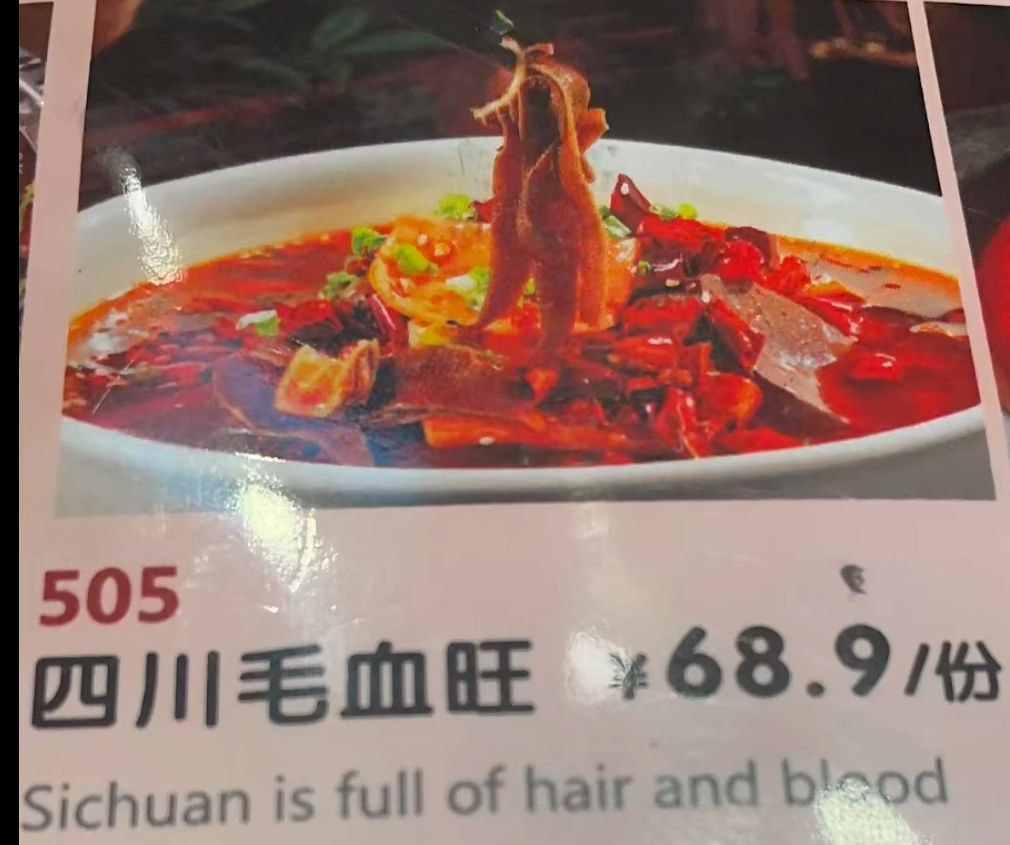 505
四川毛血旺 ¥68.9/份
Sichuan is full of hair and blood